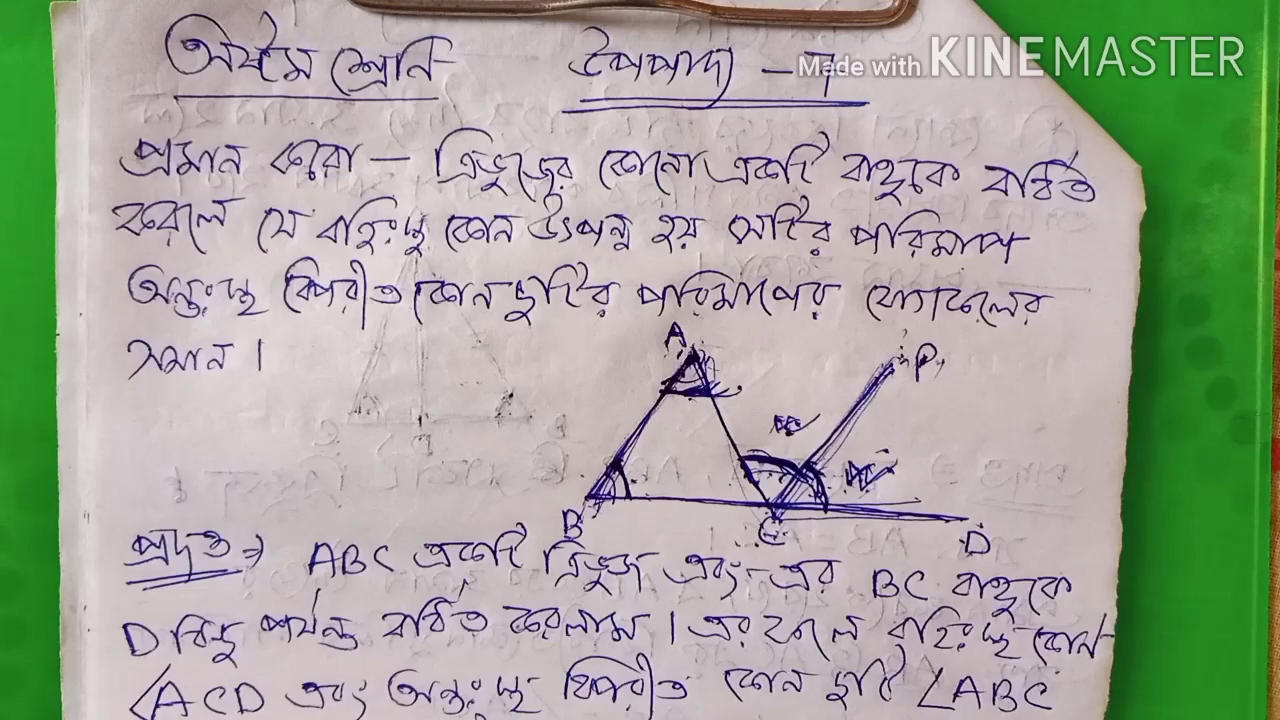 অষ্টম শ্রেণি উপপাদ্য -
Made with KINEMASTER
প্রমান করো - ত্রিভুজের কোনো একটি বাহুকে বর্ধিত
করলে যে বহিঃস্থ কোন উৎপন্ন হয় সেটির পরিমাপ
অন্তঃস্থ বিপরীত কোন দুটির পরিমাপের যোগফলের
সমান ।
A
P
B
C
D
প্রদত্ত ⇒ ABC একটি ত্রিভুজ এবং এর BC বাহুকে
D বিন্দু পর্যন্ত বর্ধিত করলাম । এর ফলে বহিঃস্থ কোন
∠ACD এবং অন্তঃস্থ বিপরীত কোন দুটি ∠ABC